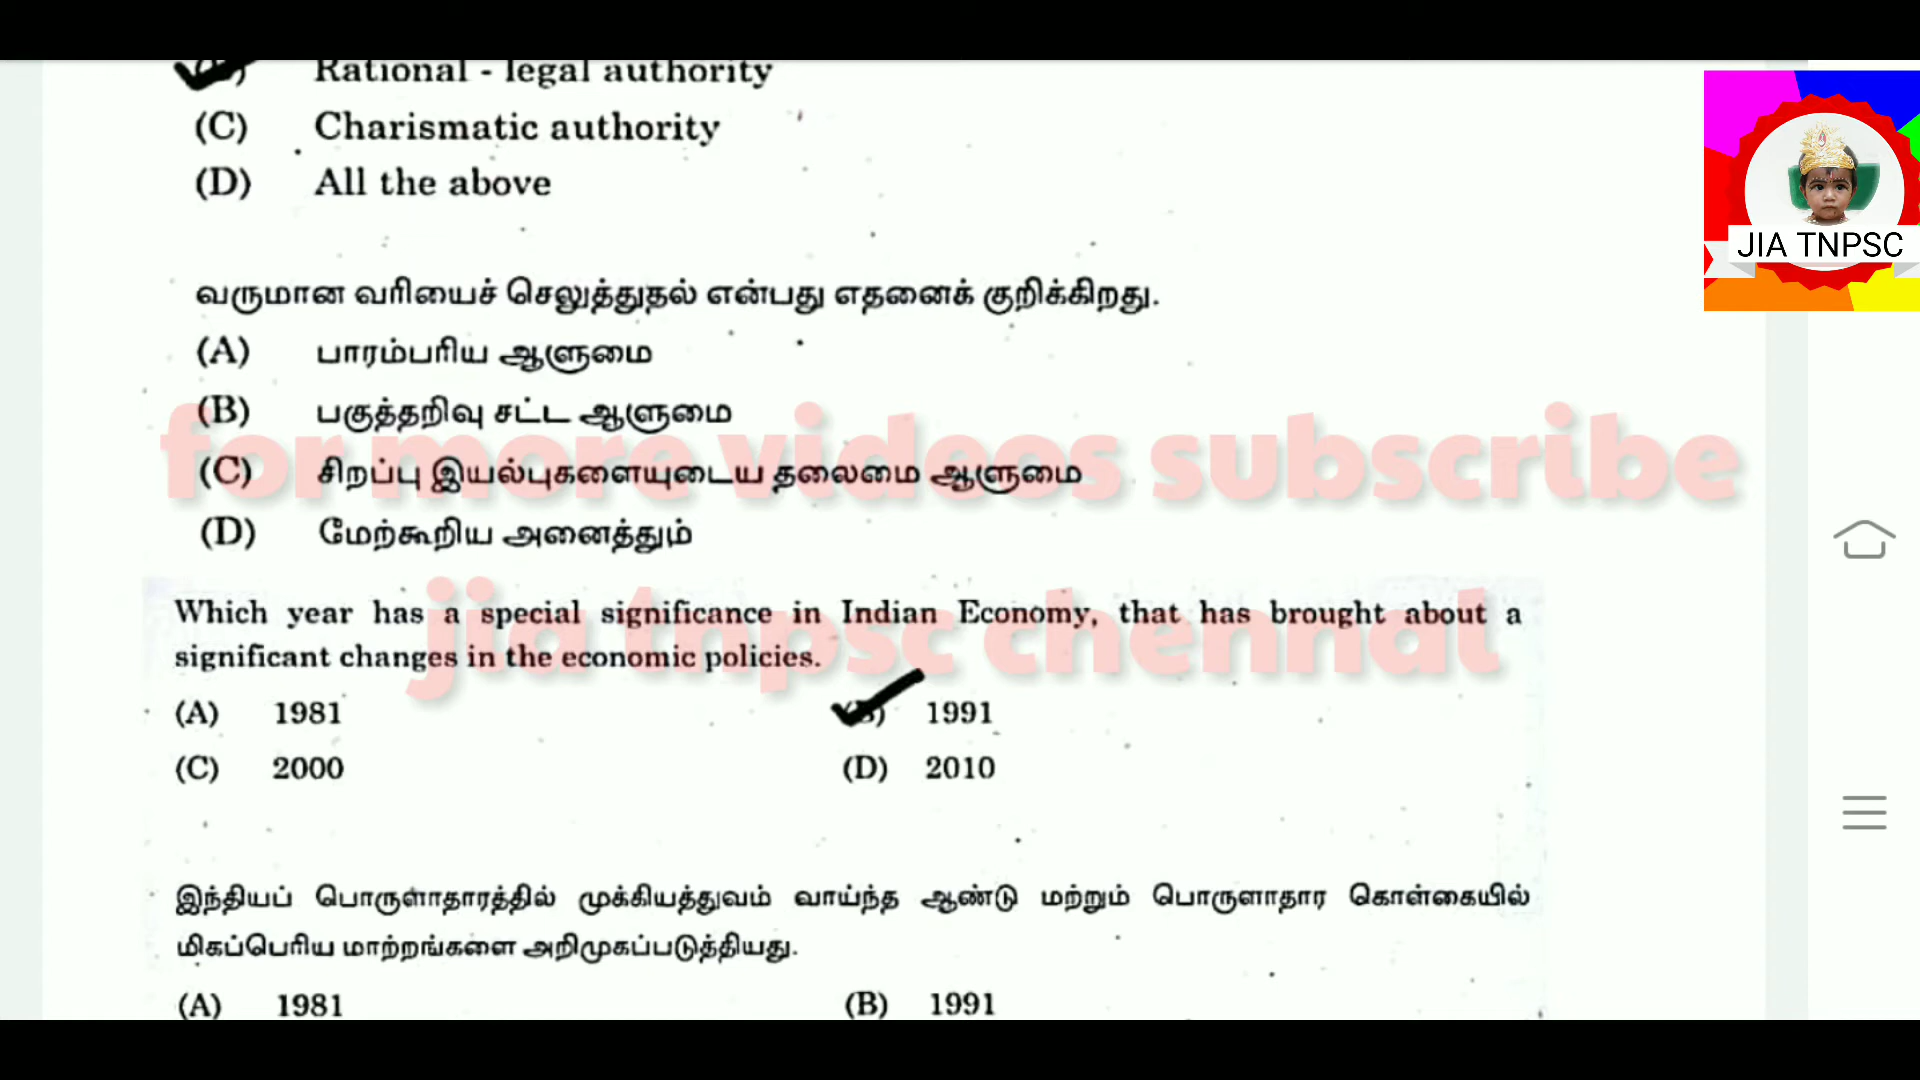 Rational - legal authority
(C) Charismatic authority
(D) All the above
வருமான வரியைச் செலுத்துதல் என்பது எதனைக் குறிக்கிறது.
(A) பாரம்பரிய ஆளுமை
(B) பகுத்தறிவு சட்ட ஆளுமை
(C) சிறப்பு இயல்புகளையுடைய தலைமை ஆளுமை
(D) மேற்கூறிய அனைத்தும்
for more videos subscribe
jia tnpsc chennai
Which year has a special significance in Indian Economy, that has brought about a
significant changes in the economic policies.
(A) 1981 (B) 1991
(C) 2000 (D) 2010
இந்தியப் பொருளாதாரத்தில் முக்கியத்துவம் வாய்ந்த ஆண்டு மற்றும் பொருளாதார கொள்கையில்
மிகப்பெரிய மாற்றங்களை அறிமுகப்படுத்தியது.
(A) 1981 (B) 1991
JIA TNPSC